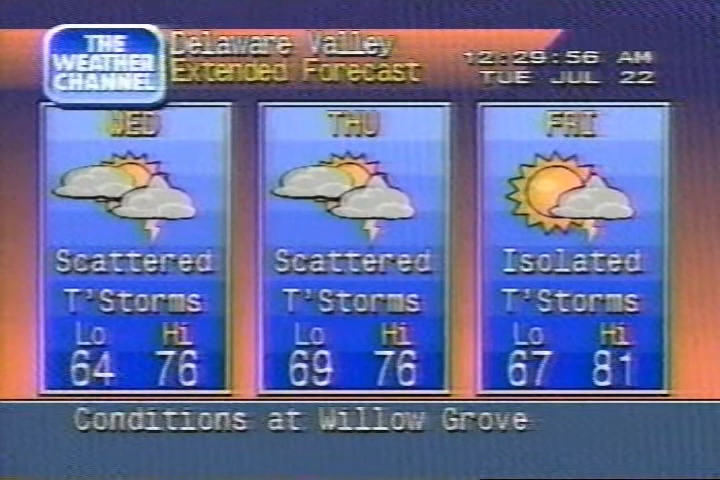 THE
WEATHER
CHANNEL
Delaware Valley
Extended Forecast
12:29:56 AM
TUE JUL 22
WED
Scattered
T'Storms
Lo Hi
64 76
THU
Scattered
T'Storms
Lo Hi
69 76
FRI
Isolated
T'Storms
Lo Hi
67 81
Conditions at Willow Grove